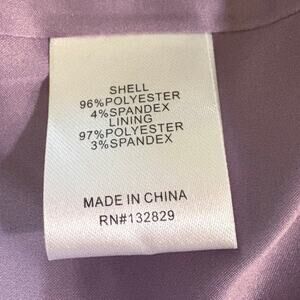 SHELL
96%POLYESTER
4%SPANDEX
LINING
97%POLYESTER
3%SPANDEX
MADE IN CHINA
RN#132829